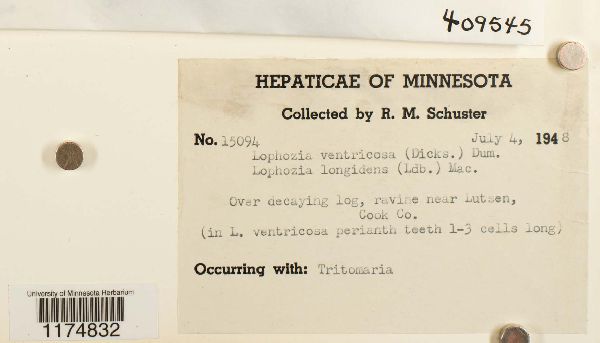 409545
HEPATICAE OF MINNESOTA
Collected by R. M. Schuster
No. 15094 July 4, 1948
Lophozia ventricosa (Dicks.) Dum.
Lophozia longidens (Ldb.) Mac.
Over decaying log, ravine near Lutsen,
Cook Co.
(in L. ventricosa perianth teeth 1-3 cells long)
Occurring with: Tritomaria
University of Minnesota Herbarium
1174832